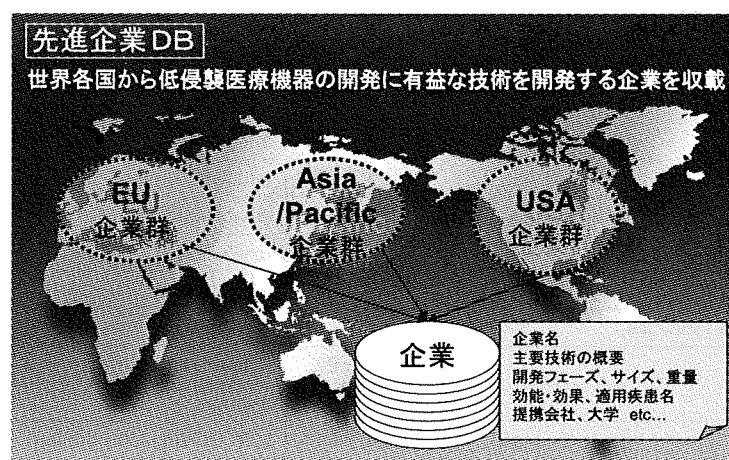 先進企業DB
世界各国から低侵襲医療機器の開発に有益な技術を開発する企業を収載
EU
企業群
Asia
/Pacific
企業群
USA
企業群
企業
企業名
主要技術の概要
開発フェーズ、サイズ、重量
効能・効果、適用疾患名
提携会社、大学 etc...